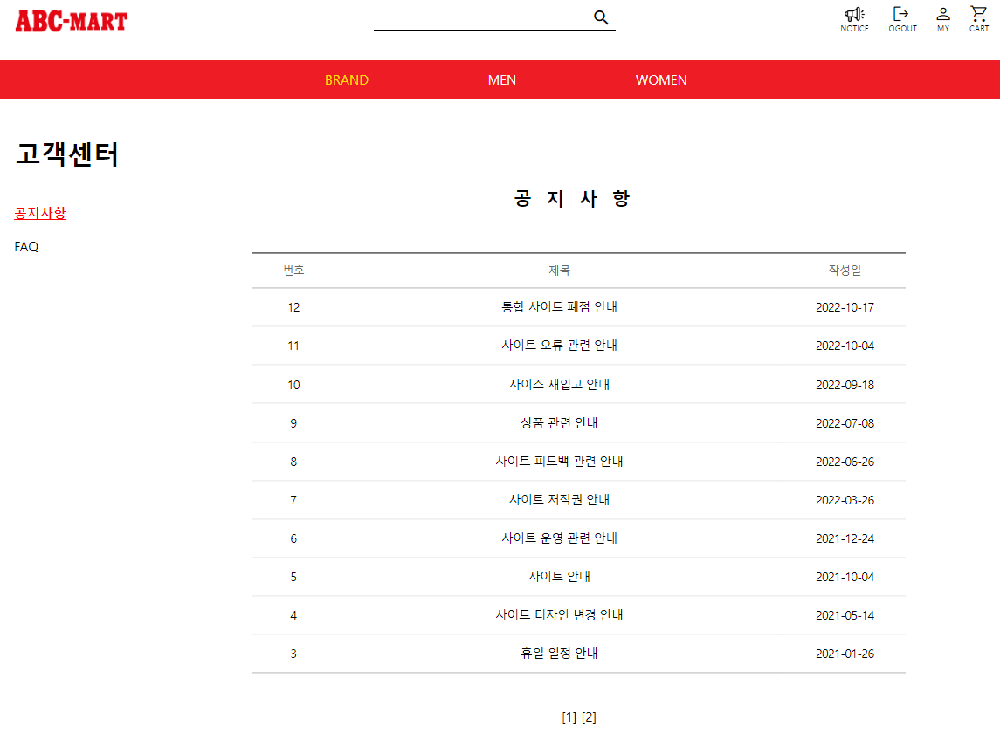 ABC-MART
NOTICE LOGOUT MY CART
BRAND MEN WOMEN
고객센터
공 지 사 항
공지사항
FAQ
번호 제목 작성일
12 통합 사이트 폐점 안내 2022-10-17
11 사이트 오류 관련 안내 2022-10-04
10 사이즈 재입고 안내 2022-09-18
9 상품 관련 안내 2022-07-08
8 사이트 피드백 관련 안내 2022-06-26
7 사이트 저작권 안내 2022-03-26
6 사이트 운영 관련 안내 2021-12-24
5 사이트 안내 2021-10-04
4 사이트 디자인 변경 안내 2021-05-14
3 휴일 일정 안내 2021-01-26
[1] [2]